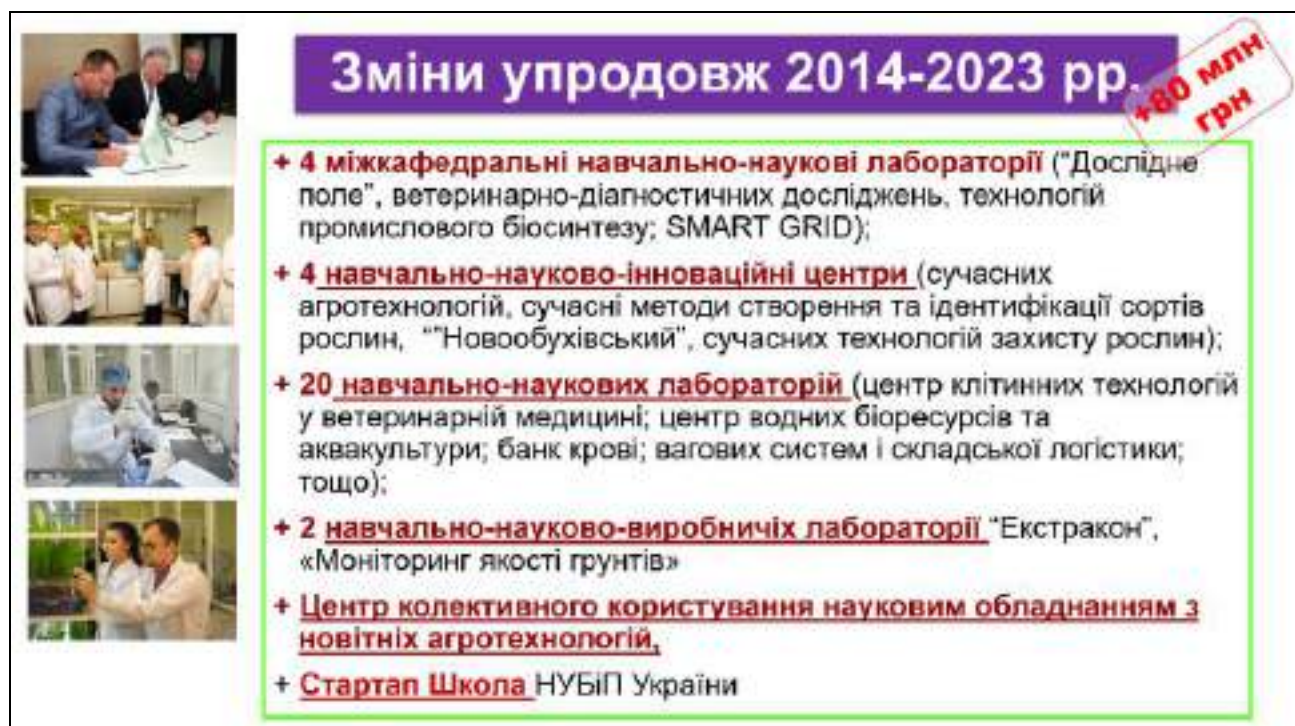 Зміни упродовж 2014-2023 рр.
+80 млн
грн
+ 4 міжкафедральні навчально-наукові лабораторії ("Дослідне
поле", ветеринарно-діагностичних досліджень, технологій
промислового біосинтезу; SMART GRID);
+ 4 навчально-науково-інноваційні центри (сучасних
агротехнологій, сучасні методи створення та ідентифікації сортів
рослин, “”Новообухівський”, сучасних технологій захисту рослин);
+ 20 навчально-наукових лабораторій (центр клітинних технологій
у ветеринарній медицині; центр водних біоресурсів та
аквакультури; банк крові; вагових систем і складської логістики;
тощо);
+ 2 навчально-науково-виробничіх лабораторії “Екстракон”,
«Моніторинг якості грунтів»
+ Центр колективного користування науковим обладнанням з
новітніх агротехнологій,
+ Стартап Школа НУБіП України